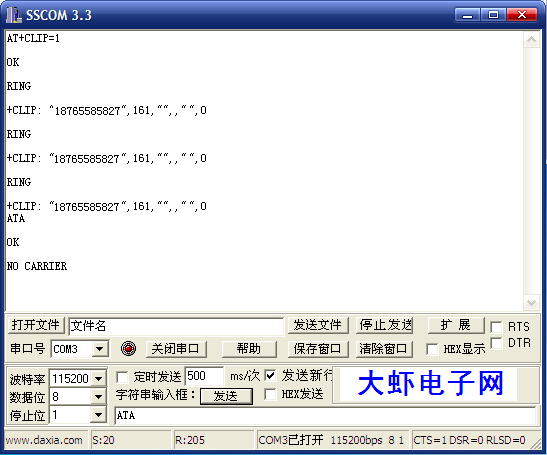 SSCOM 3.3
AT+CLIP=1
OK
RING
+CLIP: "18765585827",161,"",,"",0
RING
+CLIP: "18765585827",161,"",,"",0
RING
+CLIP: "18765585827",161,"",,"",0
ATA
OK
NO CARRIER
打开文件 文件名 发送文件 停止发送 扩 展 RTS
串口号 COM3 关闭串口 帮助 保存窗口 清除窗口 HEX显示 DTR
波特率 115200 定时发送 500 ms/次 发送新行 大虾电子网
数据位 8 字符串输入框： 发送 HEX发送
停止位 1 ATA
www.daxia.com S:20 R:205 COM3已打开 115200bps 8 1 CTS=1 DSR=0 RLSD=0